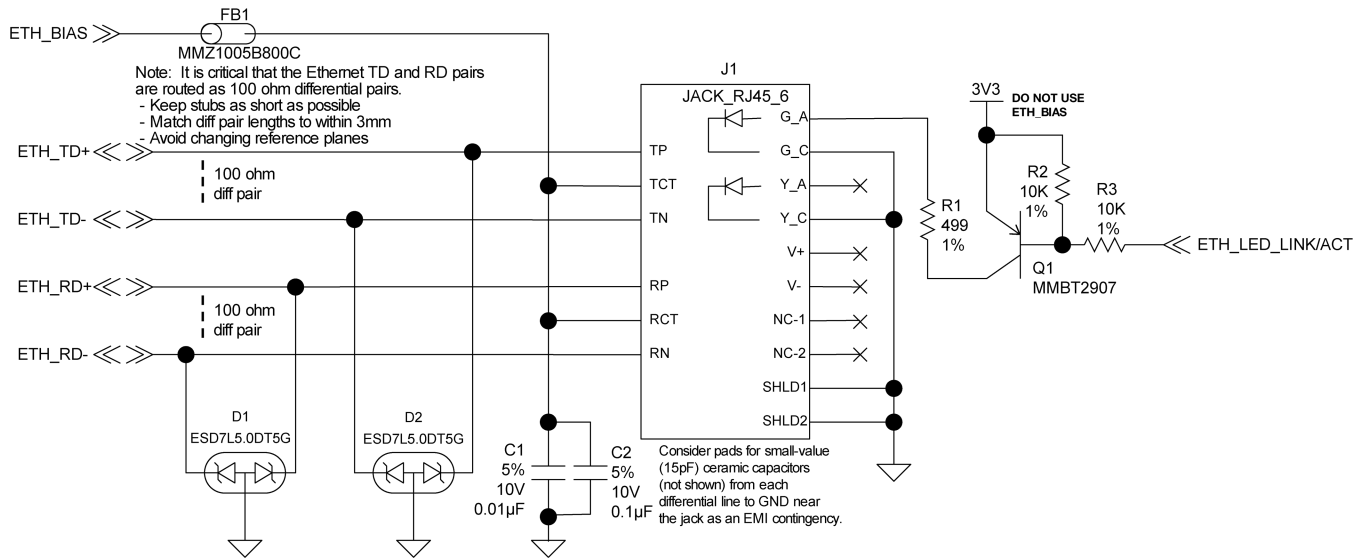 FB1
ETH_BIAS
MMZ1005B800C
Note: It is critical that the Ethernet TD and RD pairs
are routed as 100 ohm differential pairs.
- Keep stubs as short as possible
- Match diff pair lengths to within 3mm
- Avoid changing reference planes
ETH_TD+
100 ohm
diff pair
ETH_TD-
ETH_RD+
100 ohm
diff pair
ETH_RD-
D1
ESD7L5.0DT5G
D2
ESD7L5.0DT5G
C1
5%
10V
0.01µF
C2
5%
10V
0.1µF
J1
JACK_RJ45_6
TP
TCT
TN
RP
RCT
RN
G_A
G_C
Y_A
Y_C
V+
V-
NC-1
NC-2
SHLD1
SHLD2
Consider pads for small-value
(15pF) ceramic capacitors
(not shown) from each
differential line to GND near
the jack as an EMI contingency.
3V3
DO NOT USE
ETH_BIAS
R1
499
1%
R2
10K
1%
R3
10K
1%
Q1
MMBT2907
ETH_LED_LINK/ACT